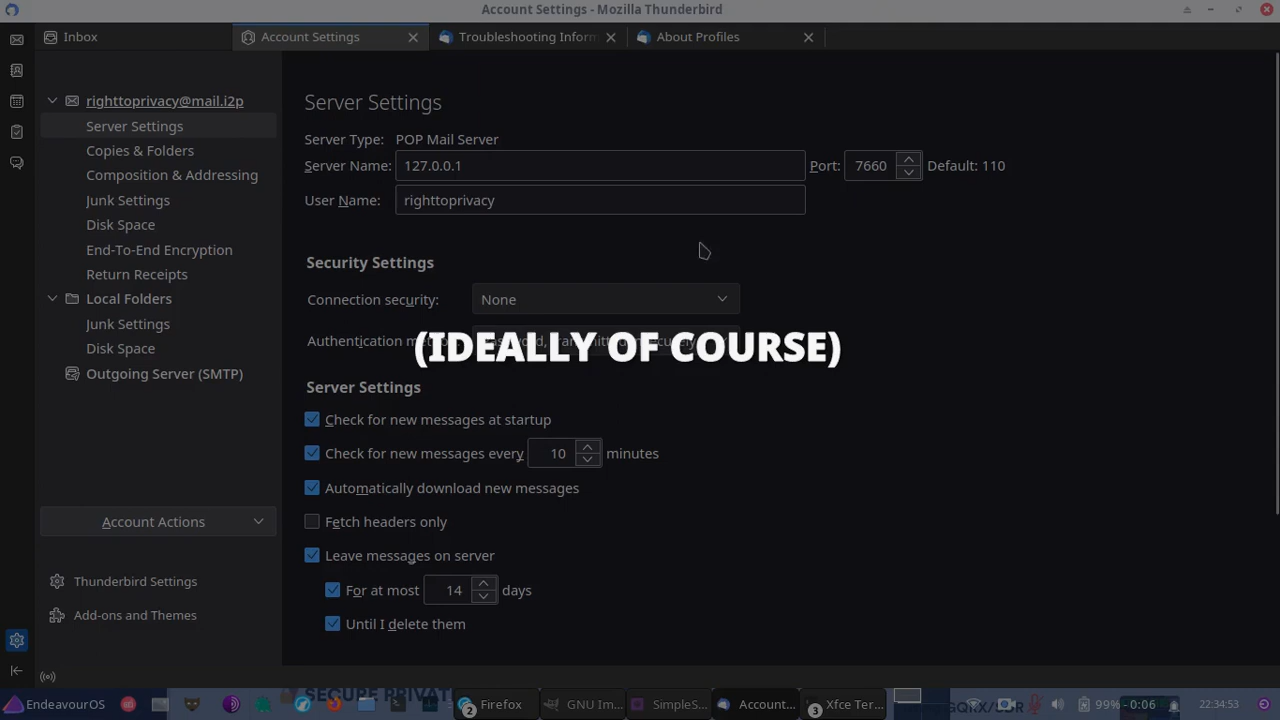 Account Settings - Mozilla Thunderbird
Inbox
Account Settings
Troubleshooting Inform
About Profiles
righttoprivacy@mail.i2p
Server Settings
Copies & Folders
Composition & Addressing
Junk Settings
Disk Space
End-To-End Encryption
Return Receipts
Local Folders
Junk Settings
Disk Space
Outgoing Server (SMTP)
Account Actions
Thunderbird Settings
Add-ons and Themes
Server Settings
Server Type: POP Mail Server
Server Name: 127.0.0.1 Port: 7660 Default: 110
User Name: righttoprivacy
Security Settings
Connection security: None
Authentication
(IDEALLY OF COURSE)
Server Settings
Check for new messages at startup
Check for new messages every 10 minutes
Automatically download new messages
Fetch headers only
Leave messages on server
For at most 14 days
Until I delete them
EndeavourOS
SECURE PRIVAT
2 Firefox
GNU Im...
SimpleS...
Account...
3 Xfce Ter...
99% -0:06
22:34:53